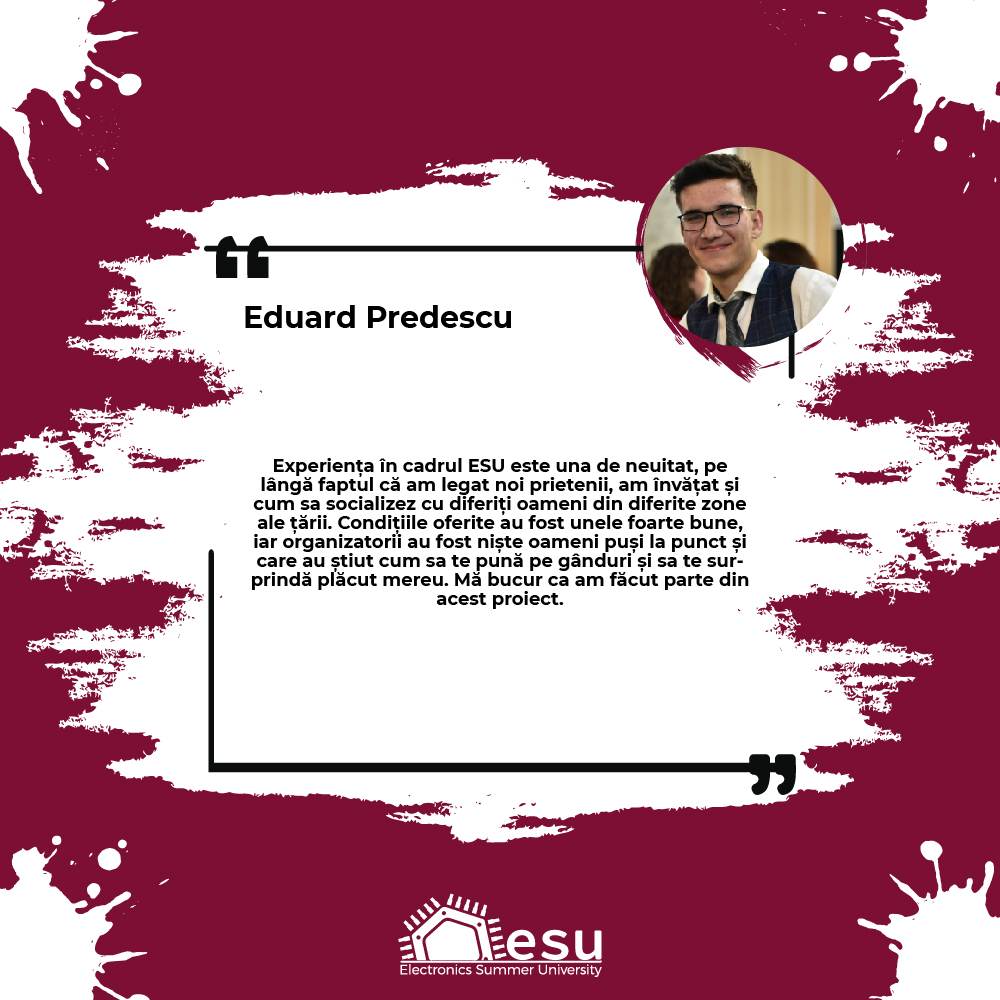 Eduard Predescu
Experiența în cadrul ESU este una de neuitat, pe
lângă faptul că am legat noi prietenii, am învățat și
cum sa socializez cu diferiți oameni din diferite zone
ale țării. Condițiile oferite au fost unele foarte bune,
iar organizatorii au fost niște oameni puși la punct și
care au știut cum sa te pună pe gânduri și sa te sur-
prindă plăcut mereu. Mă bucur ca am făcut parte din
acest proiect.
esu
Electronics Summer University